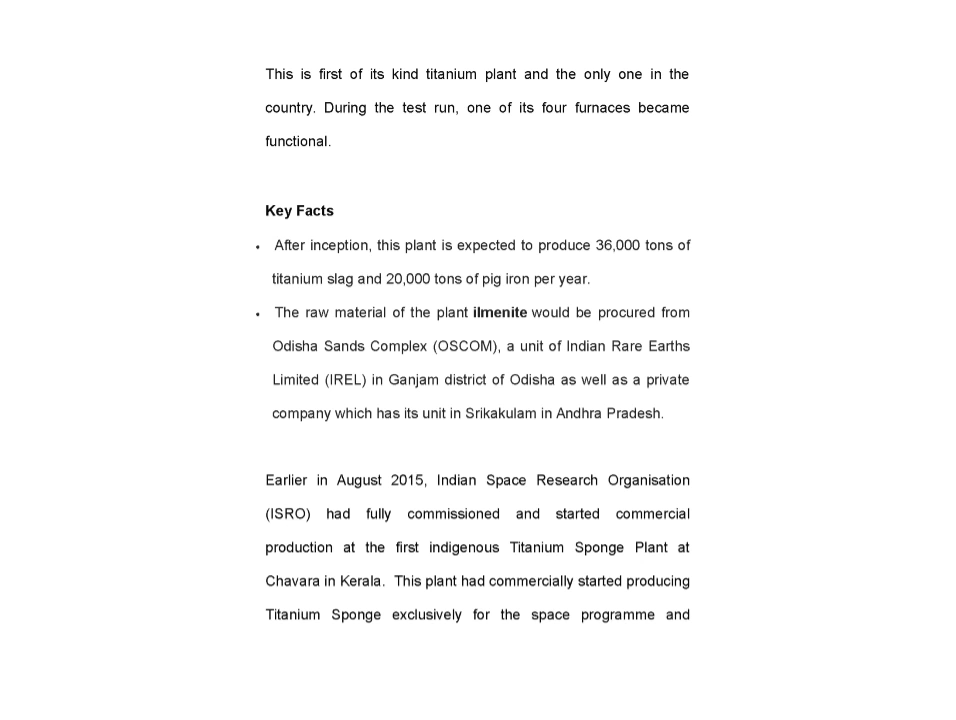 This is first of its kind titanium plant and the only one in the
country. During the test run, one of its four furnaces became
functional.
Key Facts
• After inception, this plant is expected to produce 36,000 tons of
titanium slag and 20,000 tons of pig iron per year.
• The raw material of the plant ilmenite would be procured from
Odisha Sands Complex (OSCOM), a unit of Indian Rare Earths
Limited (IREL) in Ganjam district of Odisha as well as a private
company which has its unit in Srikakulam in Andhra Pradesh.
Earlier in August 2015, Indian Space Research Organisation
(ISRO) had fully commissioned and started commercial
production at the first indigenous Titanium Sponge Plant at
Chavara in Kerala. This plant had commercially started producing
Titanium Sponge exclusively for the space programme and